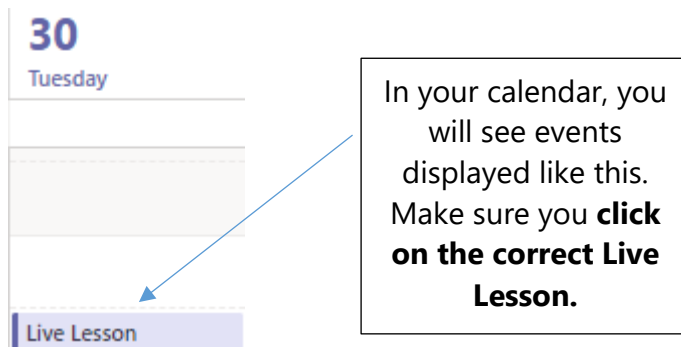 30
Tuesday
In your calendar, you
will see events
displayed like this.
Make sure you click
on the correct Live
Lesson.
Live Lesson